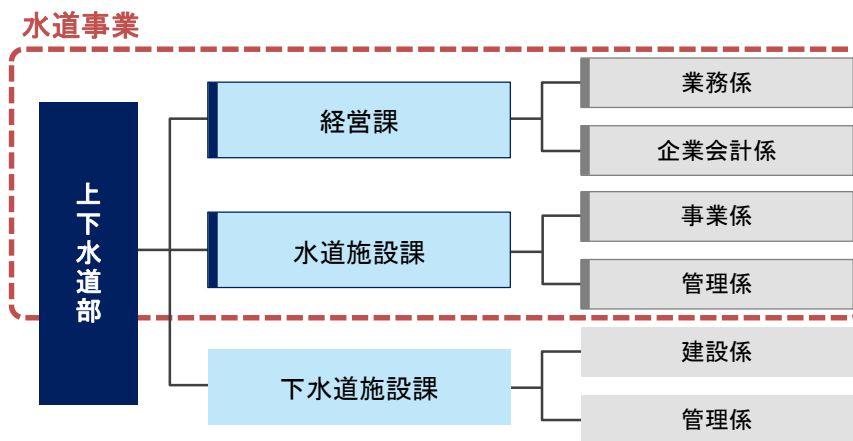 水道事業
上下水道部
経営課
業務係
企業会計係
水道施設課
事業係
管理係
下水道施設課
建設係
管理係